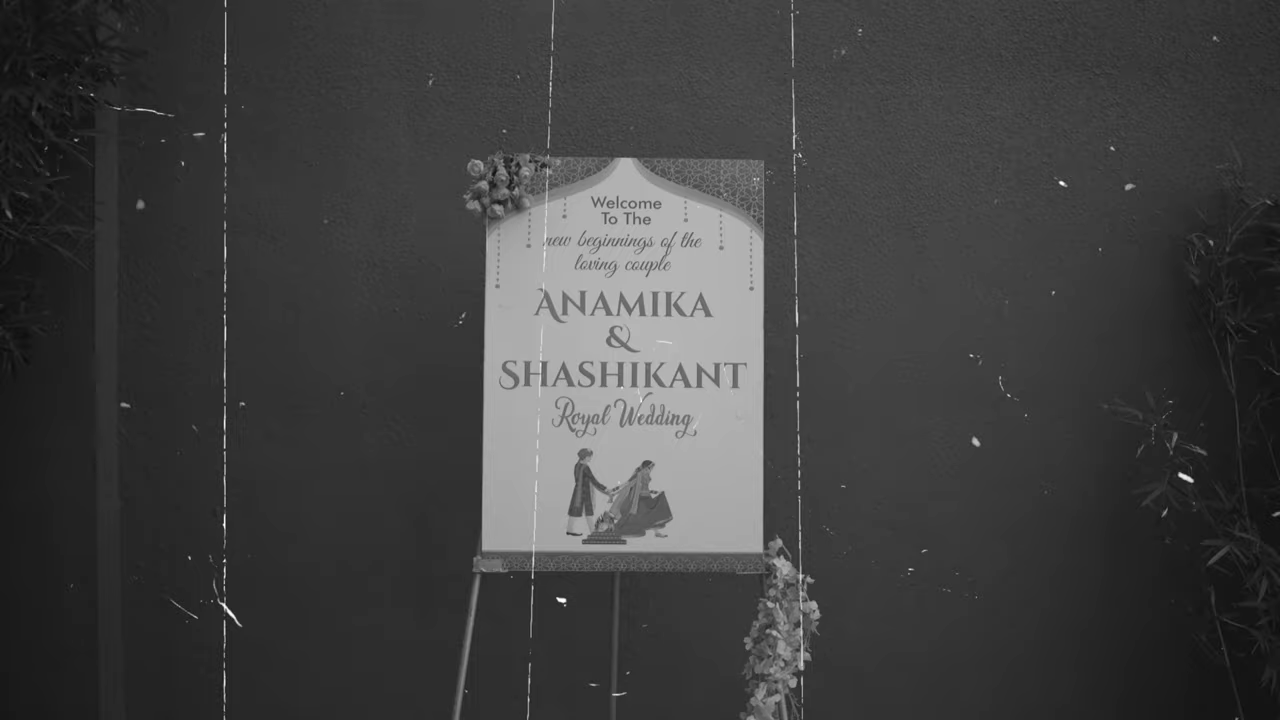 Welcome
To The
new beginnings of the
loving couple
ANAMIKA
&
SHASHIKANT
Royal Wedding